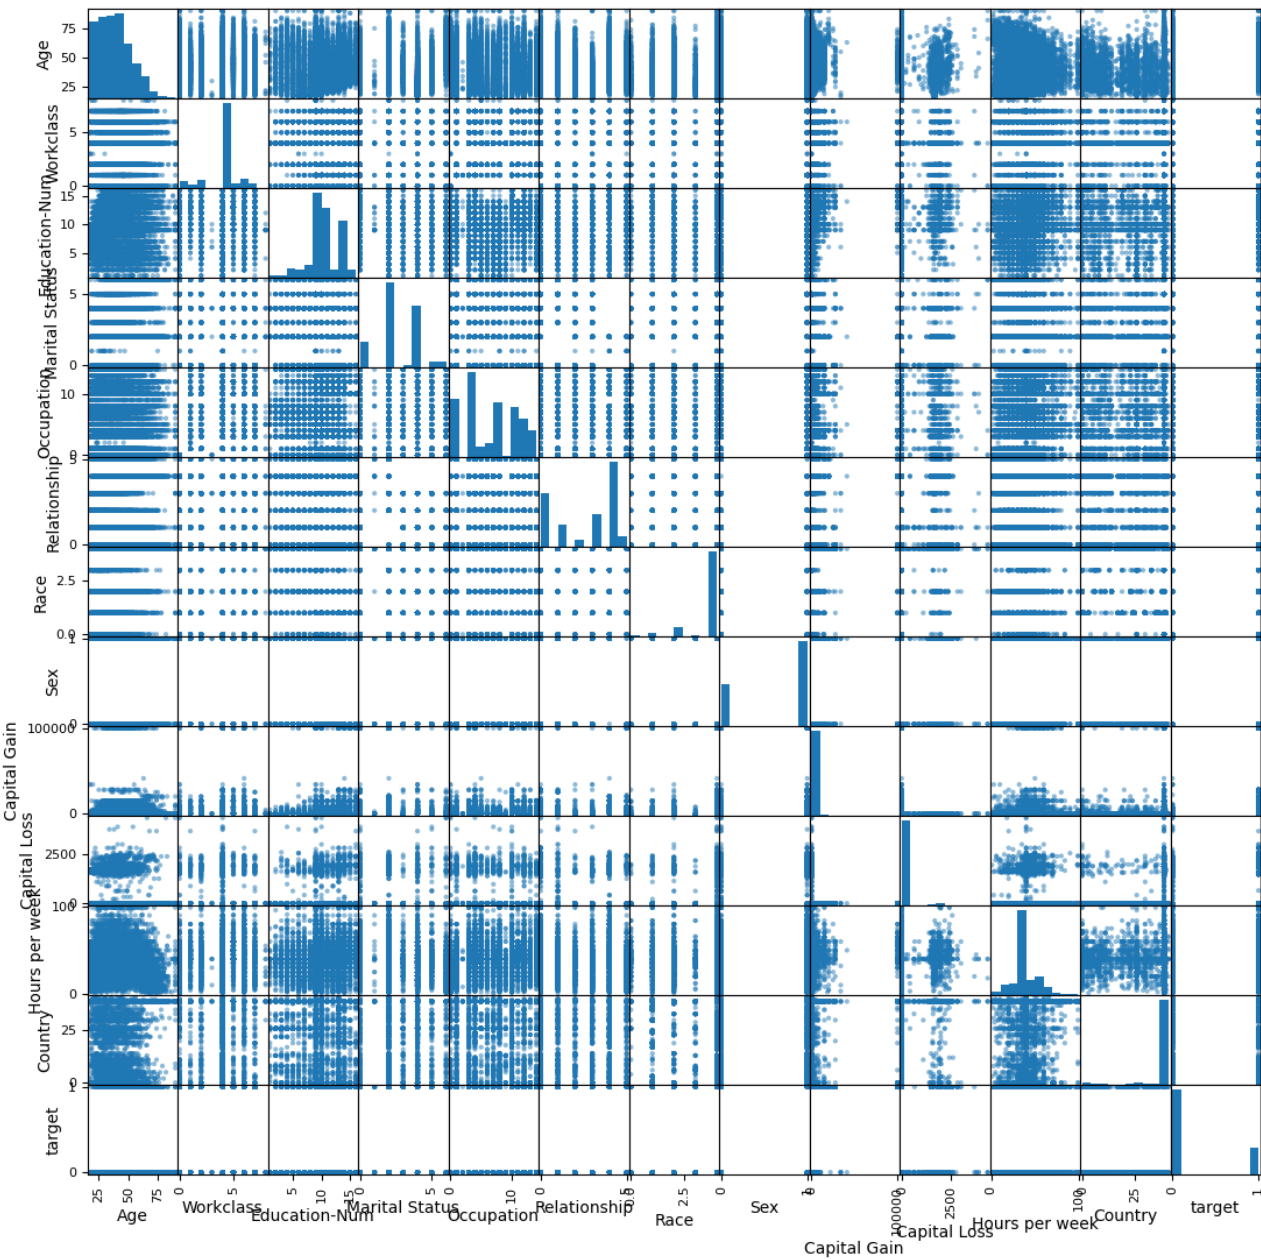 75
50
25
Age
5
0
Workclass
15
10
5
Education-Num
5
0
Marital Status
10
Occupation
0
Relationship
2.5
0.0
Race
1
0
Sex
100000
0
Capital Gain
2500
0
Capital Loss
100
0
Hours per week
25
0
Country
1
0
target
25 50 75 0 5 5 10 15 0 5 0 10 0 5 0.0 2.5 0 1 0 100000 0 2500 0 100 0 25 0 1
Age Workclass Education-Num Marital Status Occupation Relationship Race Sex Capital Gain Capital Loss Hours per week Country target